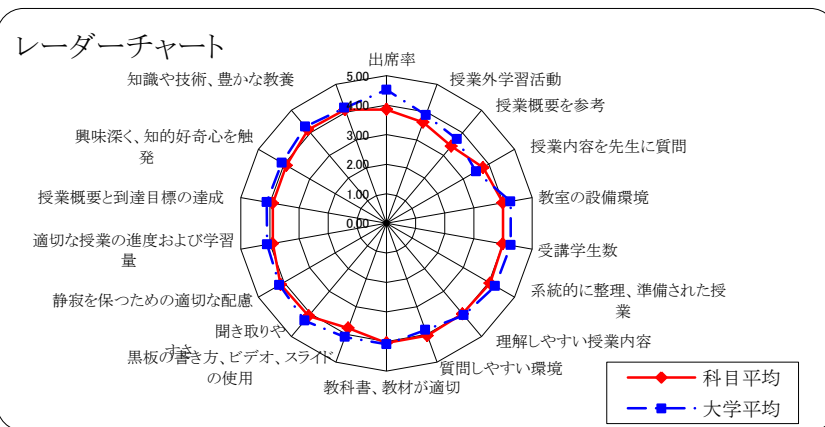 レーダーチャート
出席率
授業外学習活動
授業概要を参考
授業内容を先生に質問
教室の設備環境
受講学生数
系統的に整理、準備された授
業
理解しやすい授業内容
質問しやすい環境
教科書、教材が適切
黒板の書き方、ビデオ、スライド
の使用
聞き取りや
すさ
静寂を保つための適切な配慮
適切な授業の進度および学習
量
授業概要と到達目標の達成
興味深く、知的好奇心を触
発
知識や技術、豊かな教養
5.00
4.00
3.00
2.00
1.00
0.00
科目平均
大学平均